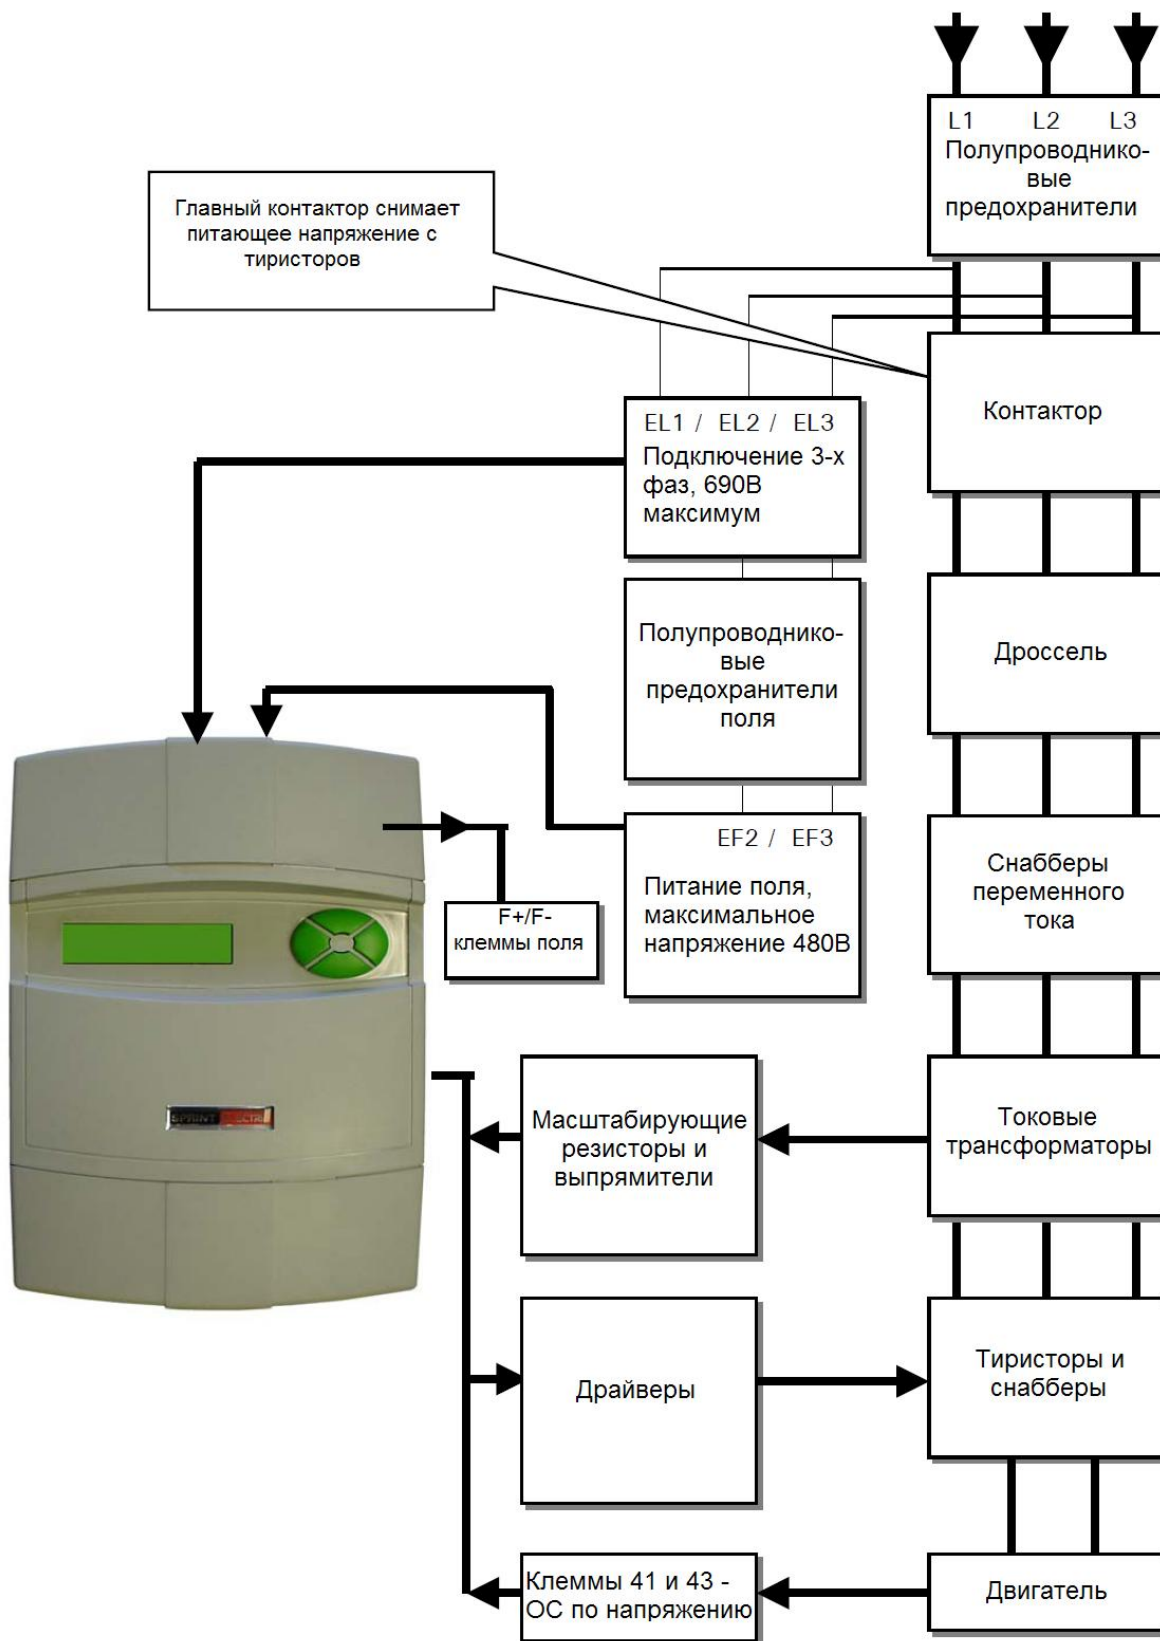 L1 L2 L3
Полупроводнико-
вые
предохранители
Главный контактор снимает
питающее напряжение с
тиристоров
Контактор
EL1 / EL2 / EL3
Подключение 3-х
фаз, 690В
максимум
Полупроводнико-
вые
предохранители
поля
Дроссель
EF2 / EF3
Питание поля,
максимальное
напряжение 480В
F+/F-
клеммы поля
Снабберы
переменного
тока
SPRINT ELECTRIC
Масштабирующие
резисторы и
выпрямители
Токовые
трансформаторы
Драйверы
Тиристоры и
снабберы
Клеммы 41 и 43 -
ОС по напряжению
Двигатель